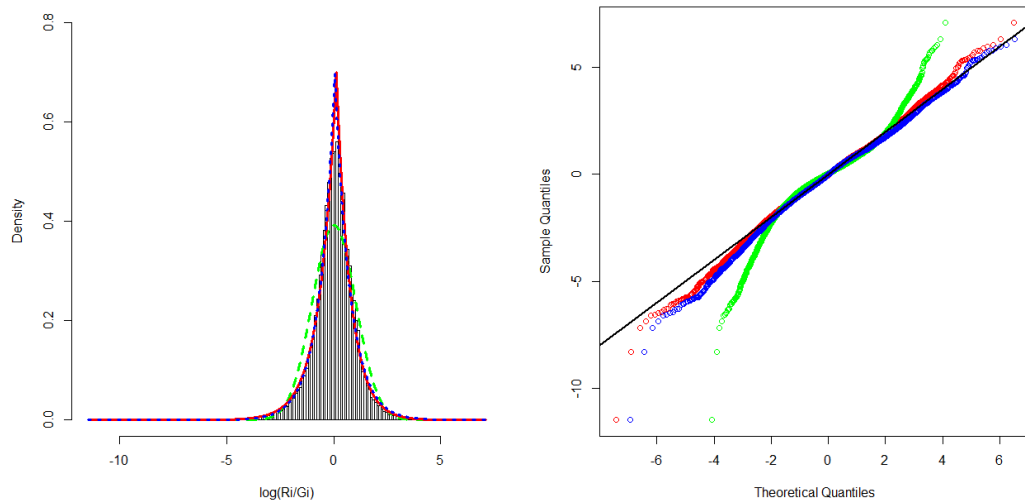 0.8
0.6
0.4
0.2
0.0
Density
-10 -5 0 5
log(Ri/Gi)
5
0
-5
-10
Sample Quantiles
-6 -4 -2 0 2 4 6
Theoretical Quantiles